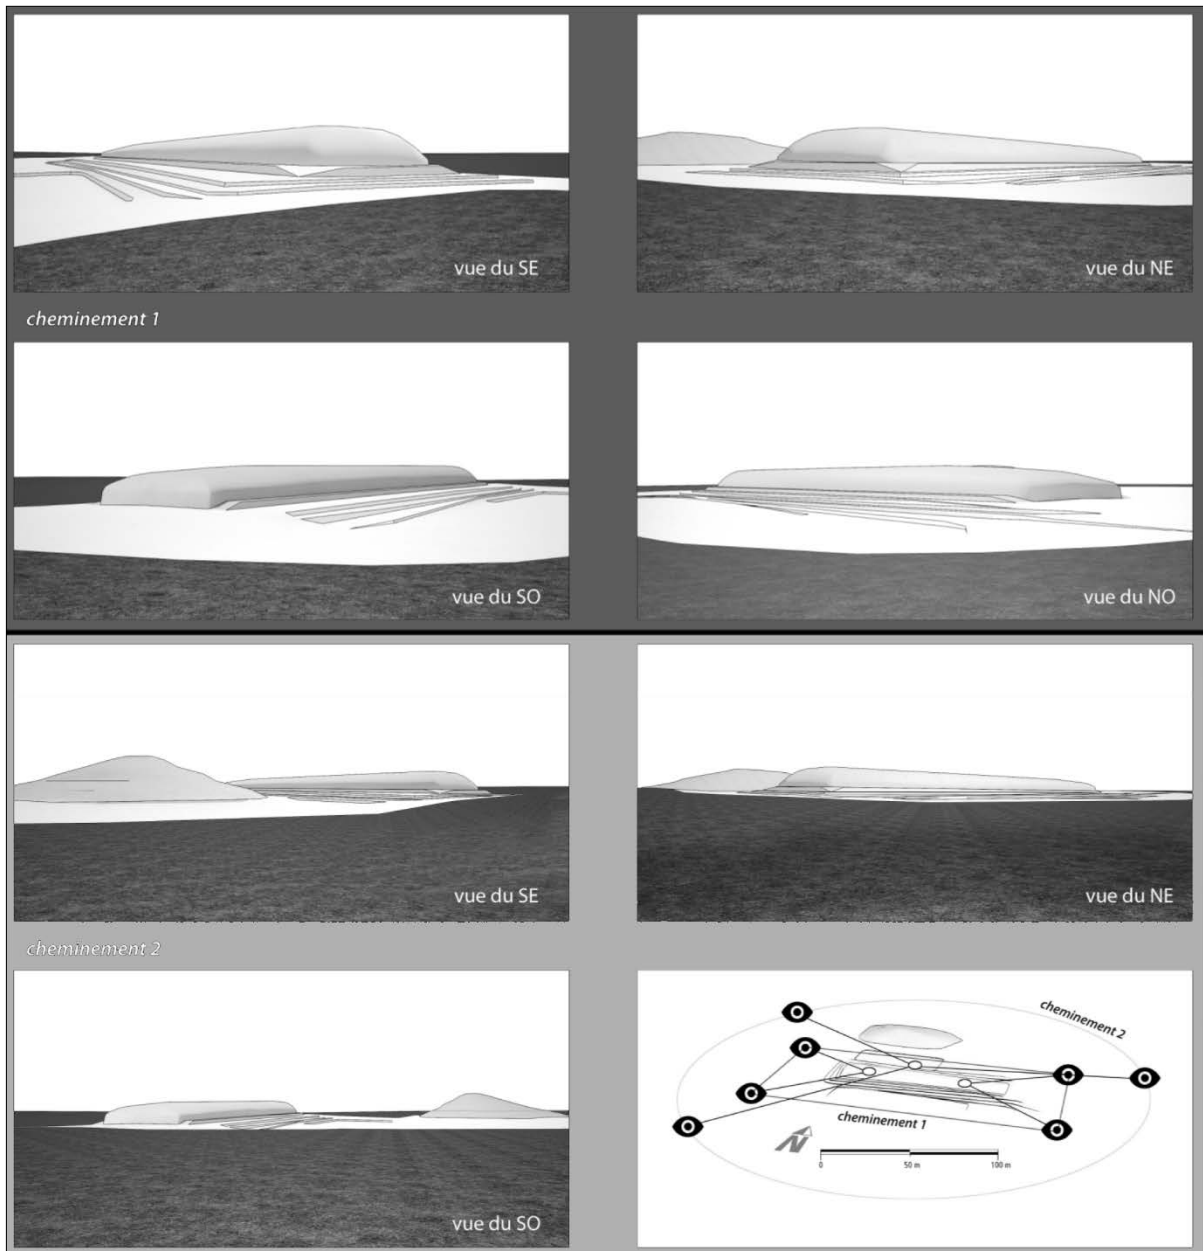 vue du SE
vue du NE
cheminement 1
vue du SO
vue du NO
vue du SE
vue du NE
cheminement 2
vue du SO
cheminement 2
cheminement 1
N
0 50 m 100 m